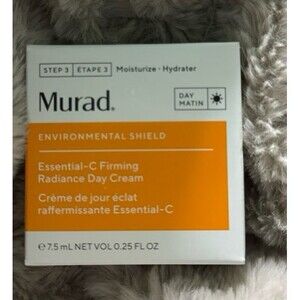 STEP 3 ÉTAPE 3 Moisturize · Hydrater
Murad.
DAY
MATIN
ENVIRONMENTAL SHIELD
Essential-C Firming
Radiance Day Cream
Crème de jour éclat
raffermissante Essential-C
℮ 7.5 mL NET VOL 0.25 FL OZ